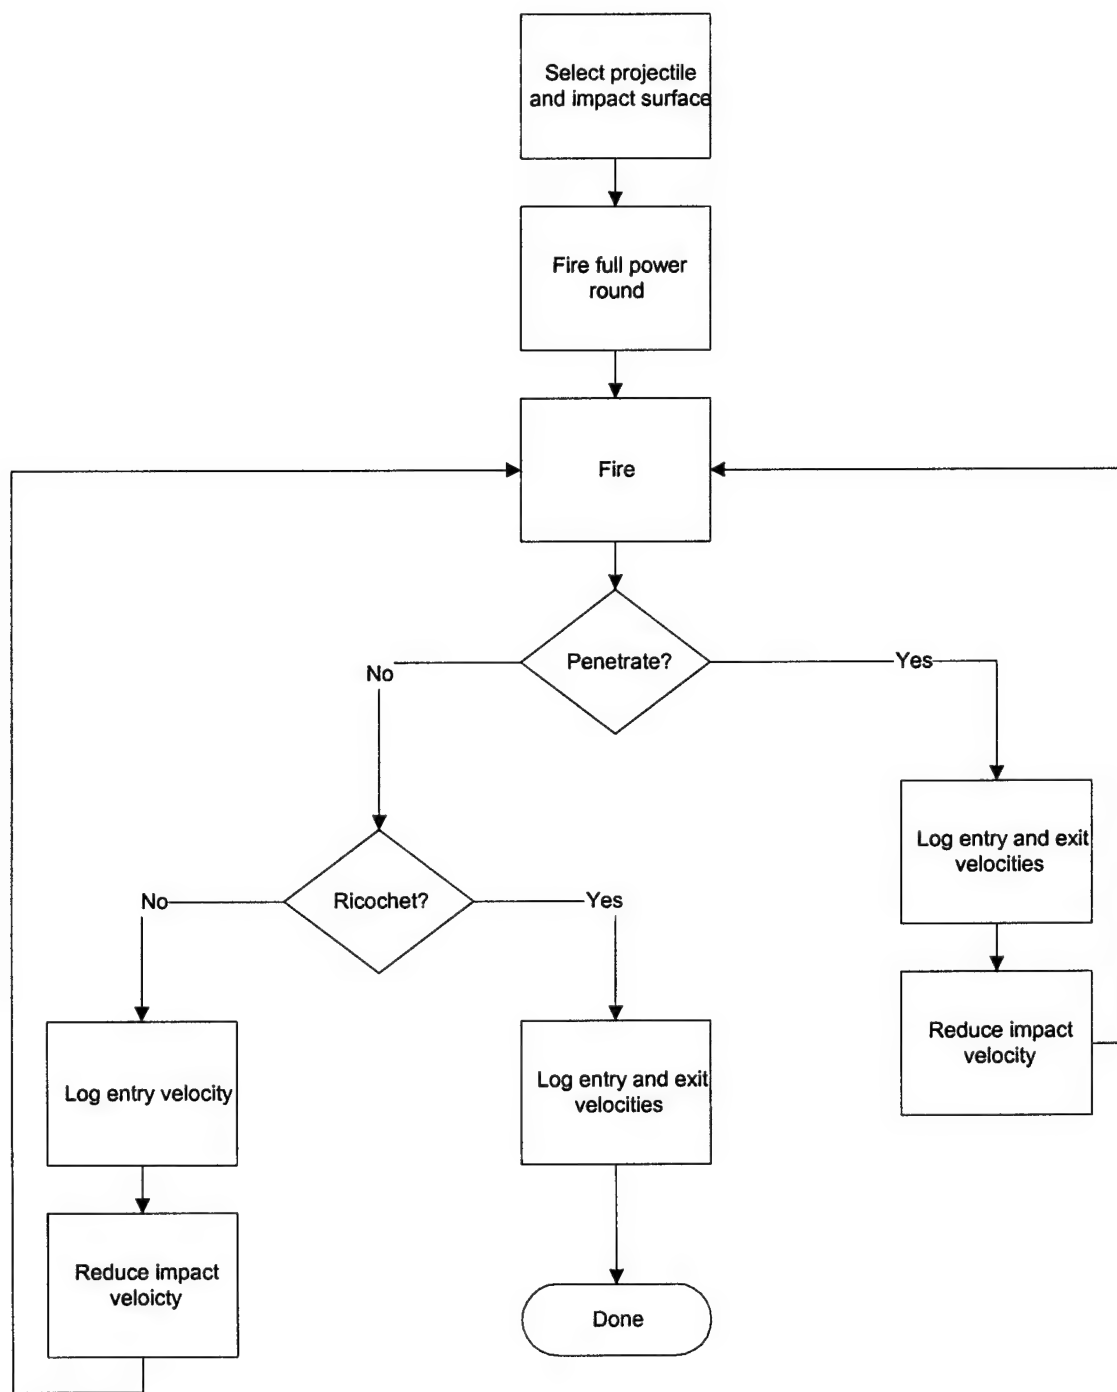 Select projectile
and impact surface
Fire full power
round
Fire
Penetrate?
No
Yes
Ricochet?
No
Yes
Log entry and exit
velocities
Reduce impact
velocity
Log entry velocity
Log entry and exit
velocities
Reduce impact
veloicty
Done